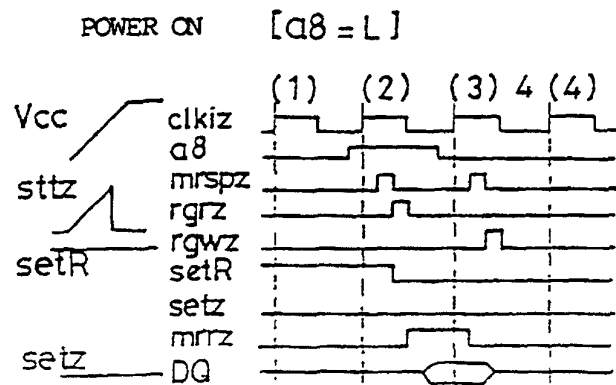 POWER ON [a8 = L]
(1) (2) (3) 4 (4)
Vcc
clkiz
a8
sttz
mrspz
rgrz
rgwz
setR
setR
setz
mrrz
setz
DQ